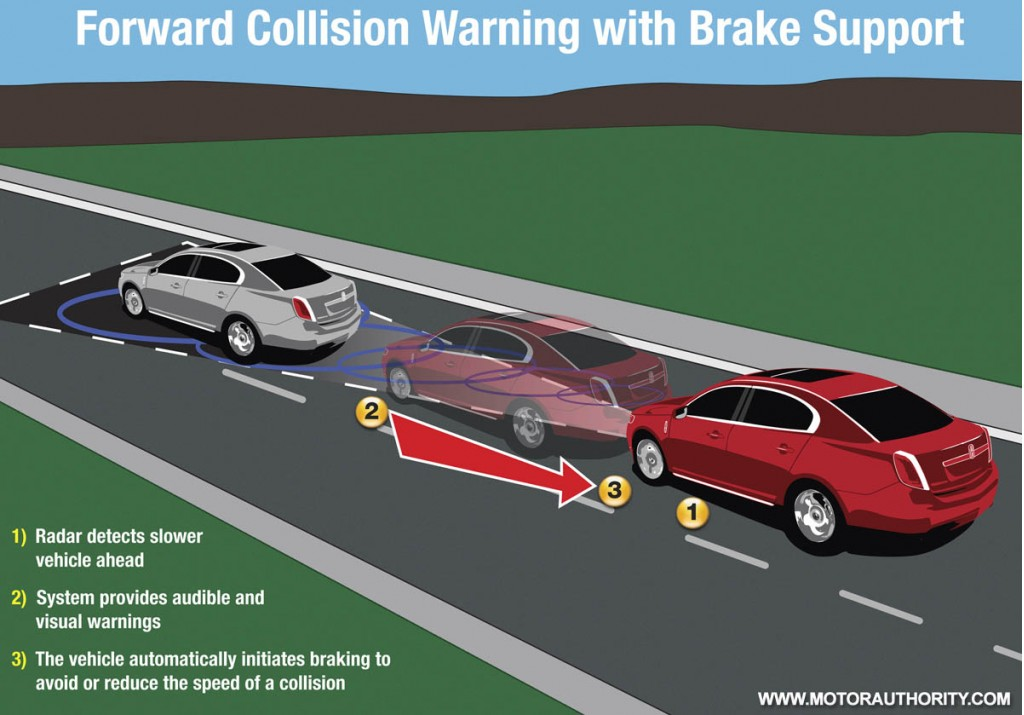 Forward Collision Warning with Brake Support
2
3
1
1) Radar detects slower
vehicle ahead
2) System provides audible and
visual warnings
3) The vehicle automatically initiates braking to
avoid or reduce the speed of a collision
WWW.MOTORAUTHORITY.COM